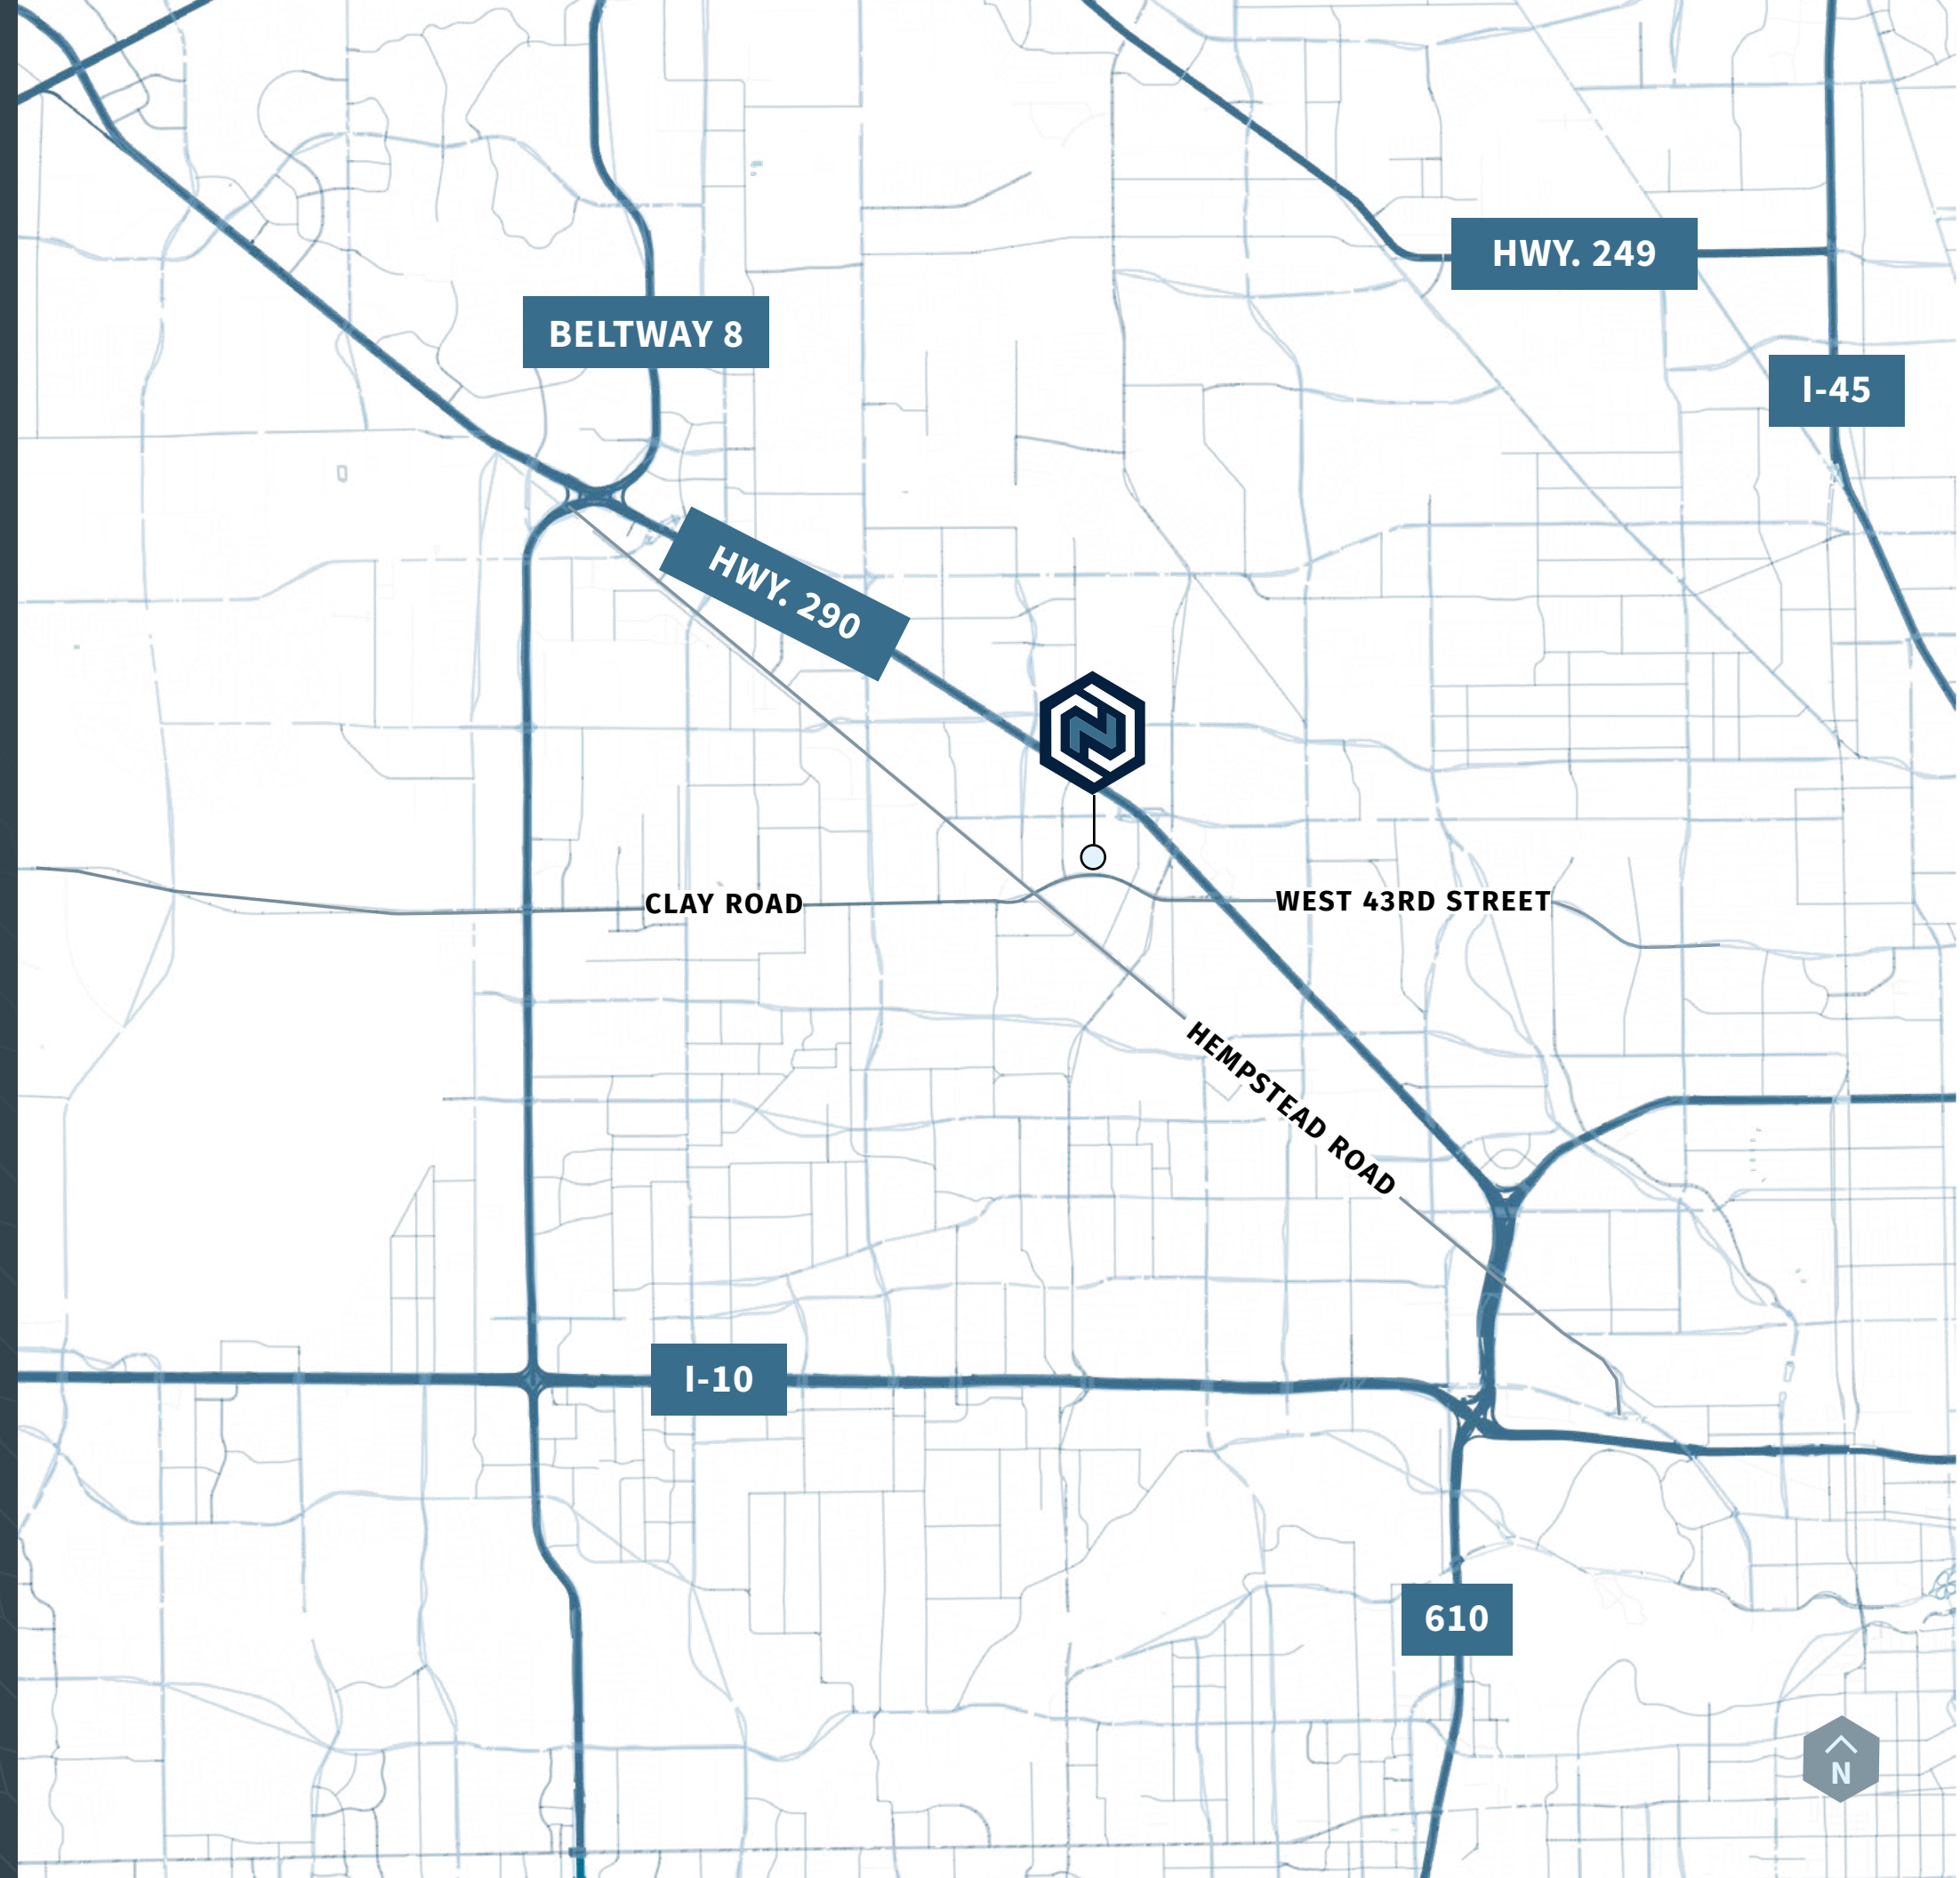 HWY. 249
BELTWAY 8
I-45
HWY. 290
CLAY ROAD
WEST 43RD STREET
HEMPSTEAD ROAD
I-10
610
N